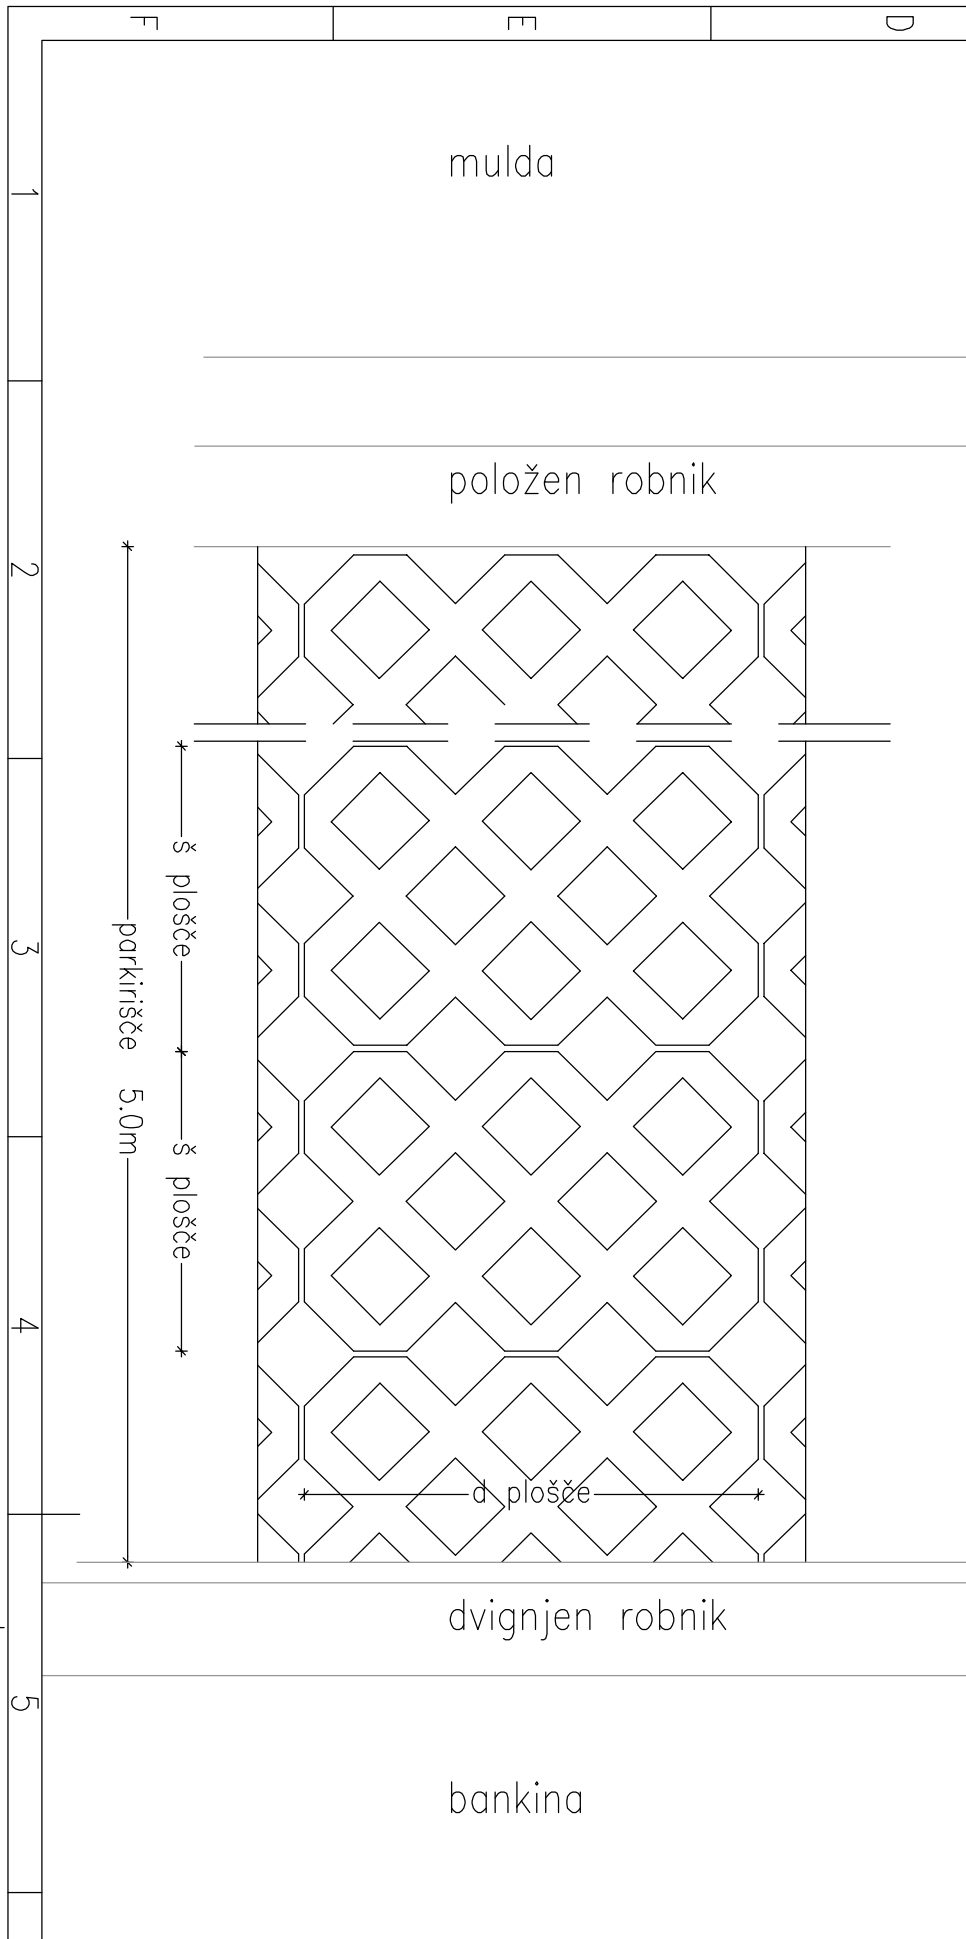 F
E
D
mulda
1
položen robnik
2
š plošče
3
parkirišče 5.0m
š plošče
4
d plošče
dvignjen robnik
5
bankina